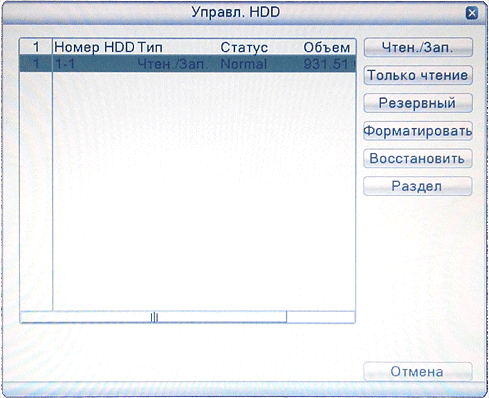 Управл. HDD
1 Номер HDD Тип Статус Объем
1 1-1 Чтен./Зап. Normal 931.51
Чтен./Зап.
Только чтение
Резервный
Форматировать
Восстановить
Раздел
Отмена